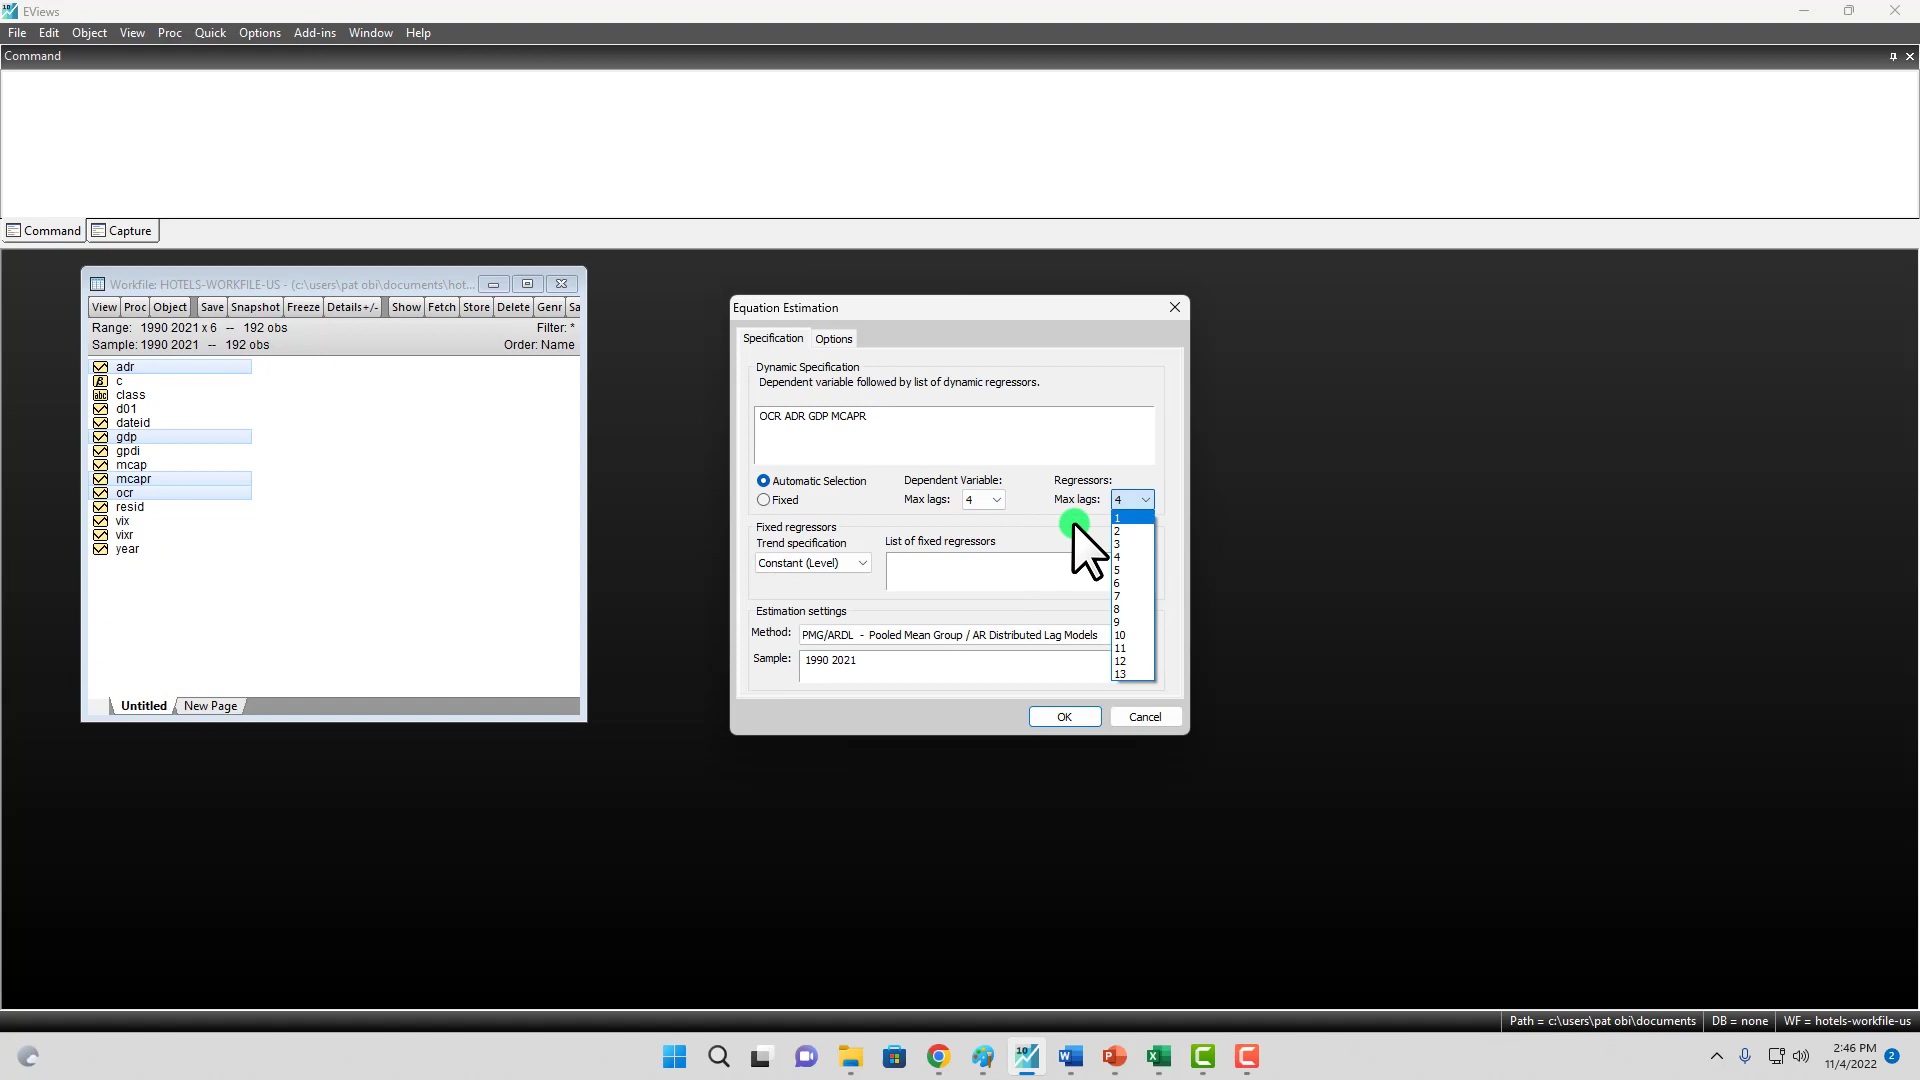 EViews
File Edit Object View Proc Quick Options Add-ins Window Help
Command
Command Capture
Workfile: HOTELS-WORKFILE-US - (c:\users\pat obi\documents\hot...
View Proc Object Save Snapshot Freeze Details+/- Show Fetch Store Delete Genr Sa
Range: 1990 2021 x 6 -- 192 obs Filter: *
Sample: 1990 2021 -- 192 obs Order: Name
adr
c
class
d01
dateid
gdp
gpdi
mcap
mcapr
ocr
resid
vix
vixr
year
Untitled New Page
Equation Estimation
Specification Options
Dynamic Specification
Dependent variable followed by list of dynamic regressors.
OCR ADR GDP MCAPR
Automatic Selection Dependent Variable: Regressors:
Fixed Max lags: 4 Max lags: 4
1
2
3
4
5
6
7
8
9
10
11
12
13
Fixed regressors
Trend specification List of fixed regressors
Constant (Level)
Estimation settings
Method: PMG/ARDL - Pooled Mean Group / AR Distributed Lag Models
Sample: 1990 2021
OK Cancel
Path = c:\users\pat obi\documents DB = none WF = hotels-workfile-us
2:46 PM
11/4/2022 2